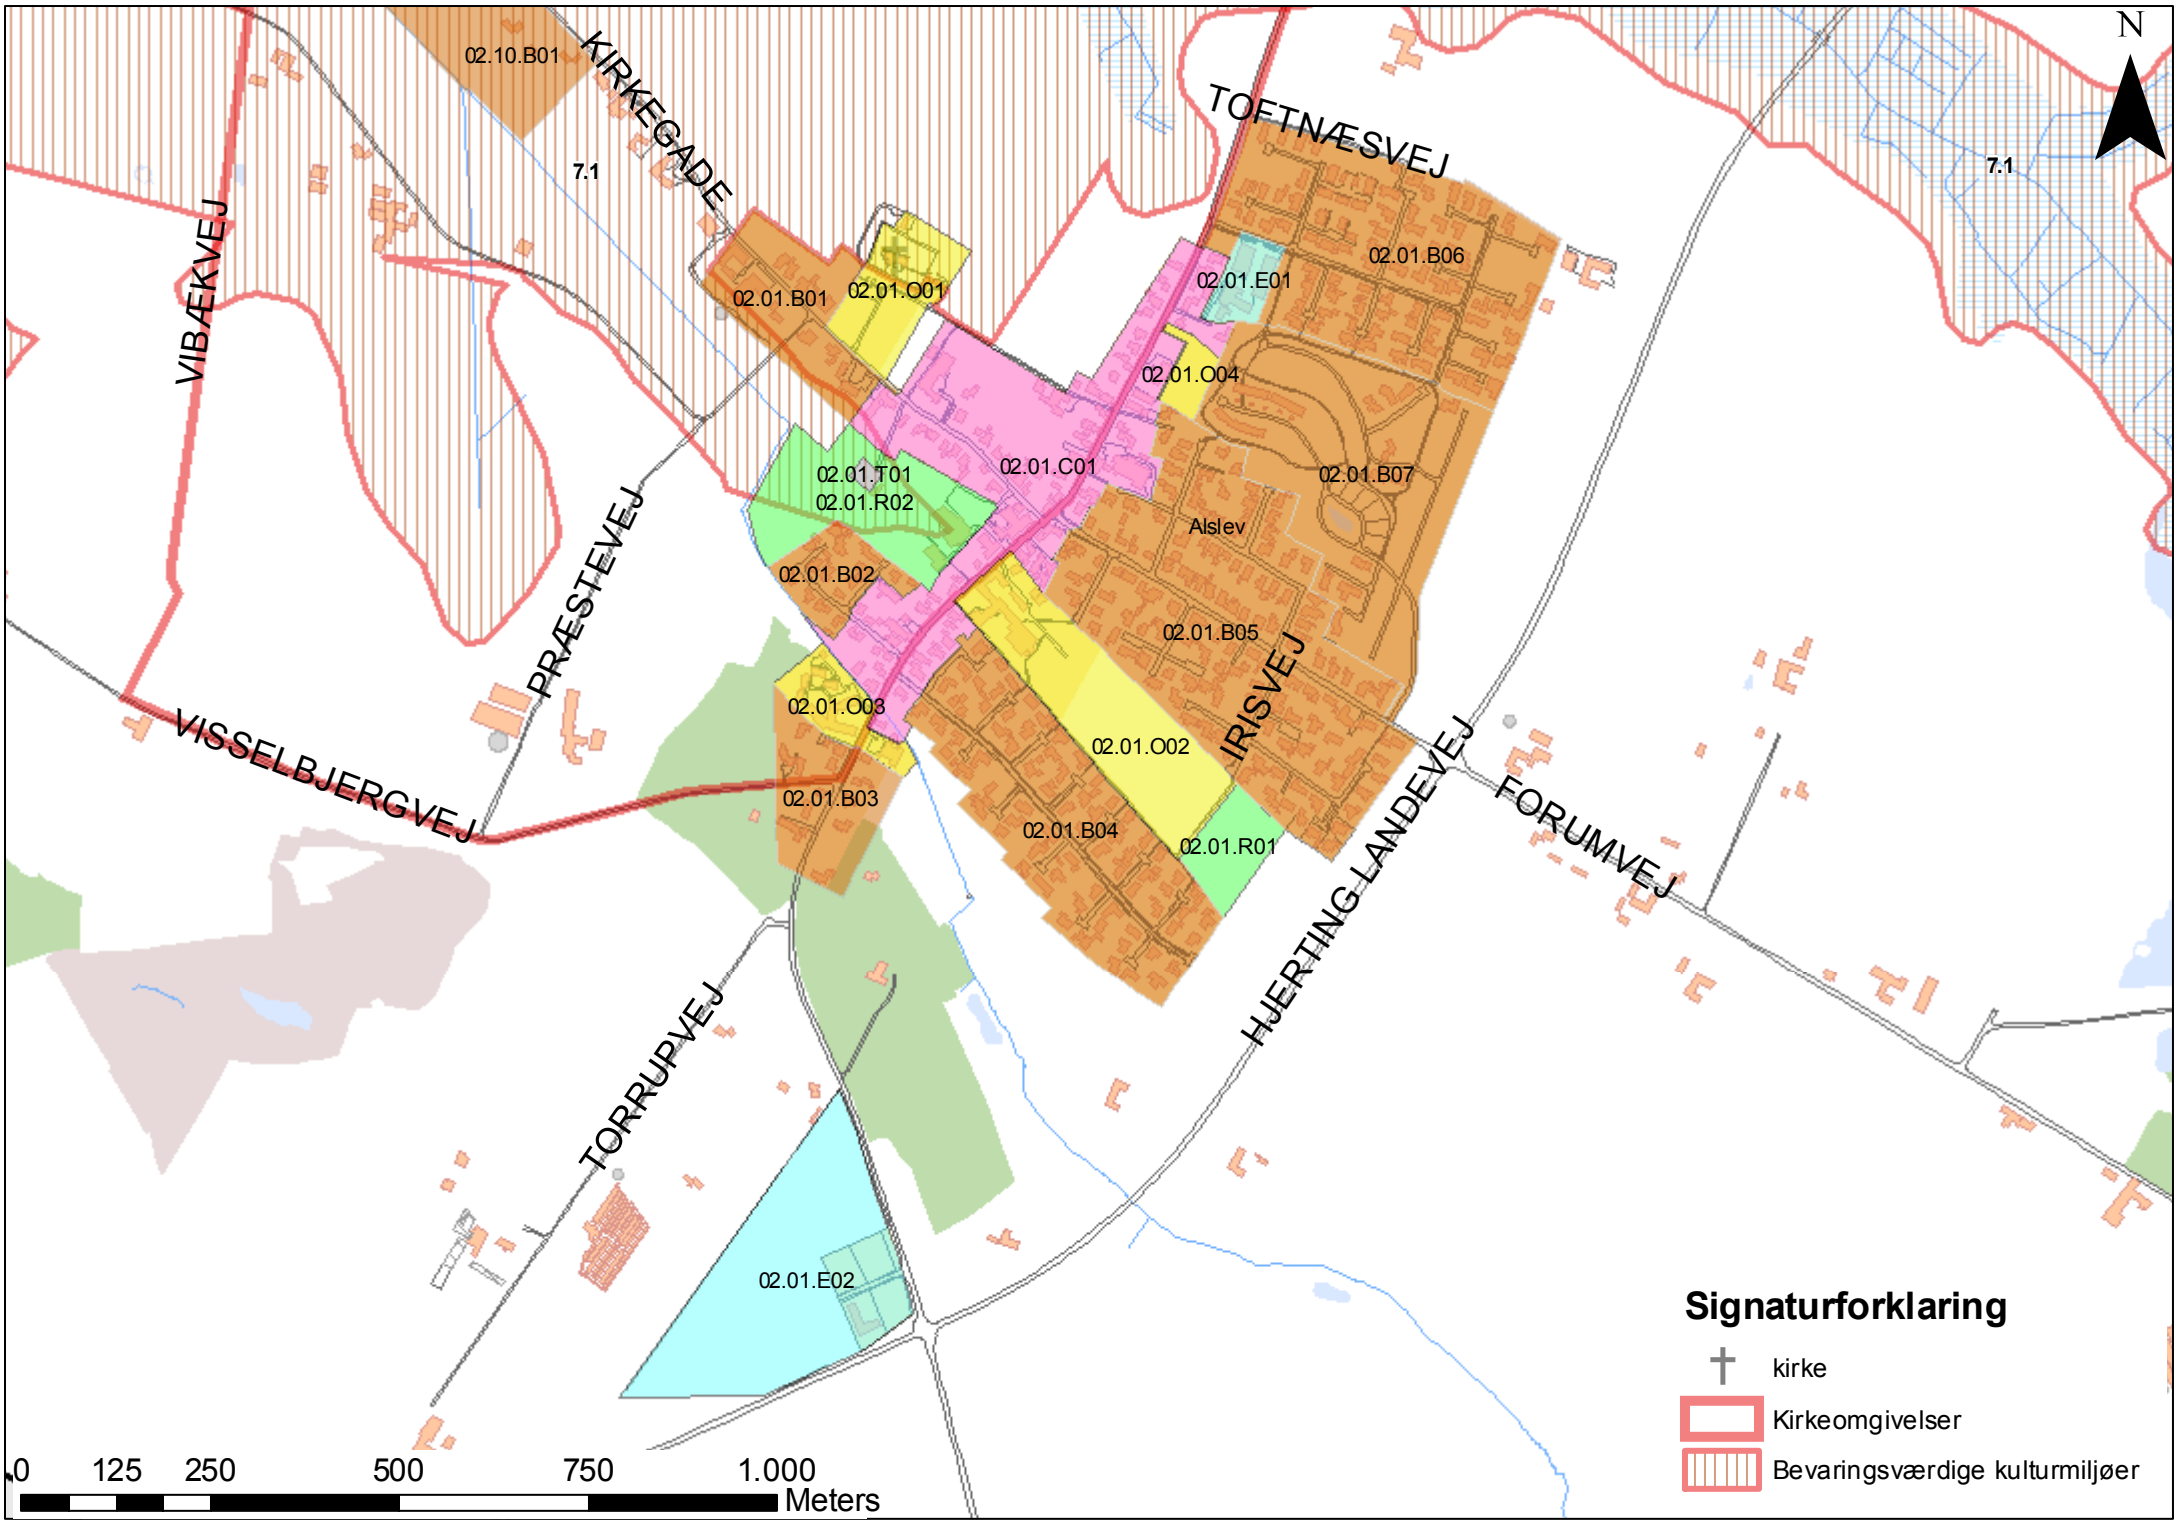 N
02.10.B01
KIRKEGADE
TOFTNÆSVEJ
7.1
7.1
VIBÆKVEJ
02.01.B06
02.01.E01
02.01.O01
02.01.B01
02.01.O04
02.01.C01
02.01.T01
02.01.B07
02.01.R02
Alslev
PRÆSTEVEJ
02.01.B02
02.01.B05
IRISVEJ
02.01.O03
VISSELBJERGVEJ
02.01.O02
HJERTING LANDEVEJ
02.01.B03
FORUMVEJ
02.01.B04
02.01.R01
TORRUPVEJ
02.01.E02
Signaturforklaring
kirke
Kirkeomgivelser
Bevaringsværdige kulturmiljøer
0 125 250 500 750 1.000
Meters